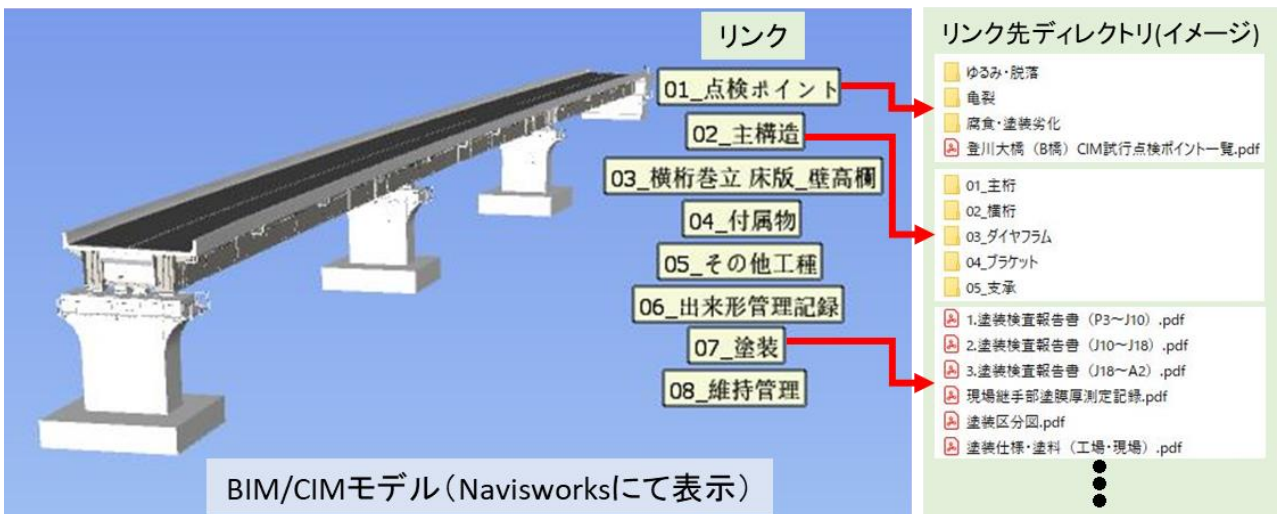 リンク
01_点検ポイント
02_主構造
03_横桁巻立 床版_壁高欄
04_付属物
05_その他工種
06_出来形管理記録
07_塗装
08_維持管理
BIM/CIMモデル（Navisworksにて表示）
リンク先ディレクトリ(イメージ)
ゆるみ・脱落
亀裂
腐食・塗装劣化
登川大橋（B橋）CIM試行点検ポイント一覧.pdf
01_主桁
02_横桁
03_ダイヤフラム
04_ブラケット
05_支承
1.塗装検査報告書（P3～J10）.pdf
2.塗装検査報告書（J10～J18）.pdf
3.塗装検査報告書（J18～A2）.pdf
現場継手部塗膜厚測定記録.pdf
塗装区分図.pdf
塗装仕様・塗料（工場・現場）.pdf